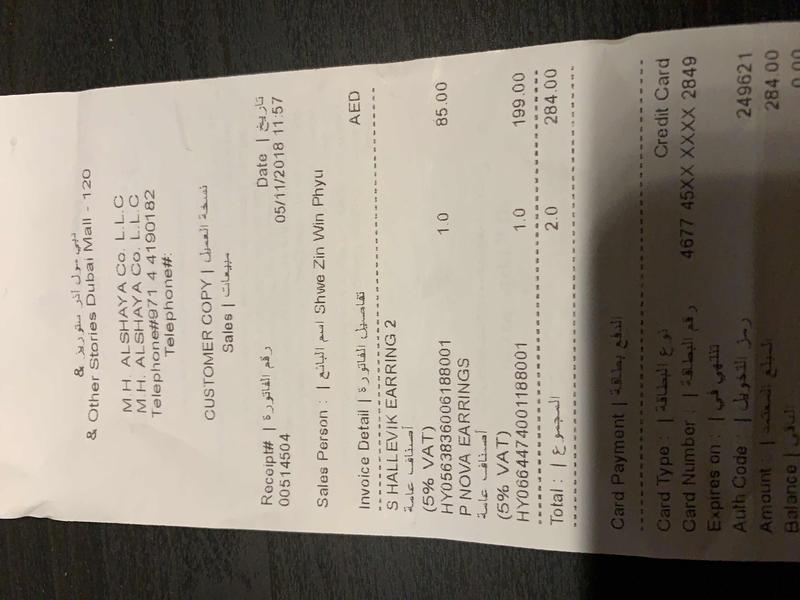 & دبي مول آذر ستوريز
& Other Stories Dubai Mall - 120
M.H. ALSHAYA Co. L.L.C
M.H. ALSHAYA Co. L.L.C
Telephone#971 4 4190182
Telephone#:
CUSTOMER COPY | نسخة العميل
Sales | مبيعات
Receipt# | رقم الفاتورة Date | تاريخ
00514504 05/11/2018 11:57
Sales Person : | اسم البائع Shwe Zin Win Phyu
Invoice Detail | تفاصيل الفاتورة AED
S HALLEVIK EARRING 2
أصناف عامة
(5% VAT) 1.0 85.00
HY0563836006188001
P NOVA EARRINGS
أصناف عامة
(5% VAT) 1.0 199.00
HY0664474001188001
Total : | المجموع 2.0 284.00
Card Payment | الدفع بطاقة
Card Type : | نوع البطاقة Credit Card
Card Number : | رقم البطاقة 4677 45XX XXXX 2849
Expires on : | تنتهي في
Auth Code : | رمز التخويل 249621
Amount : | المبلغ 284.00
Balance | الباقي 0.00